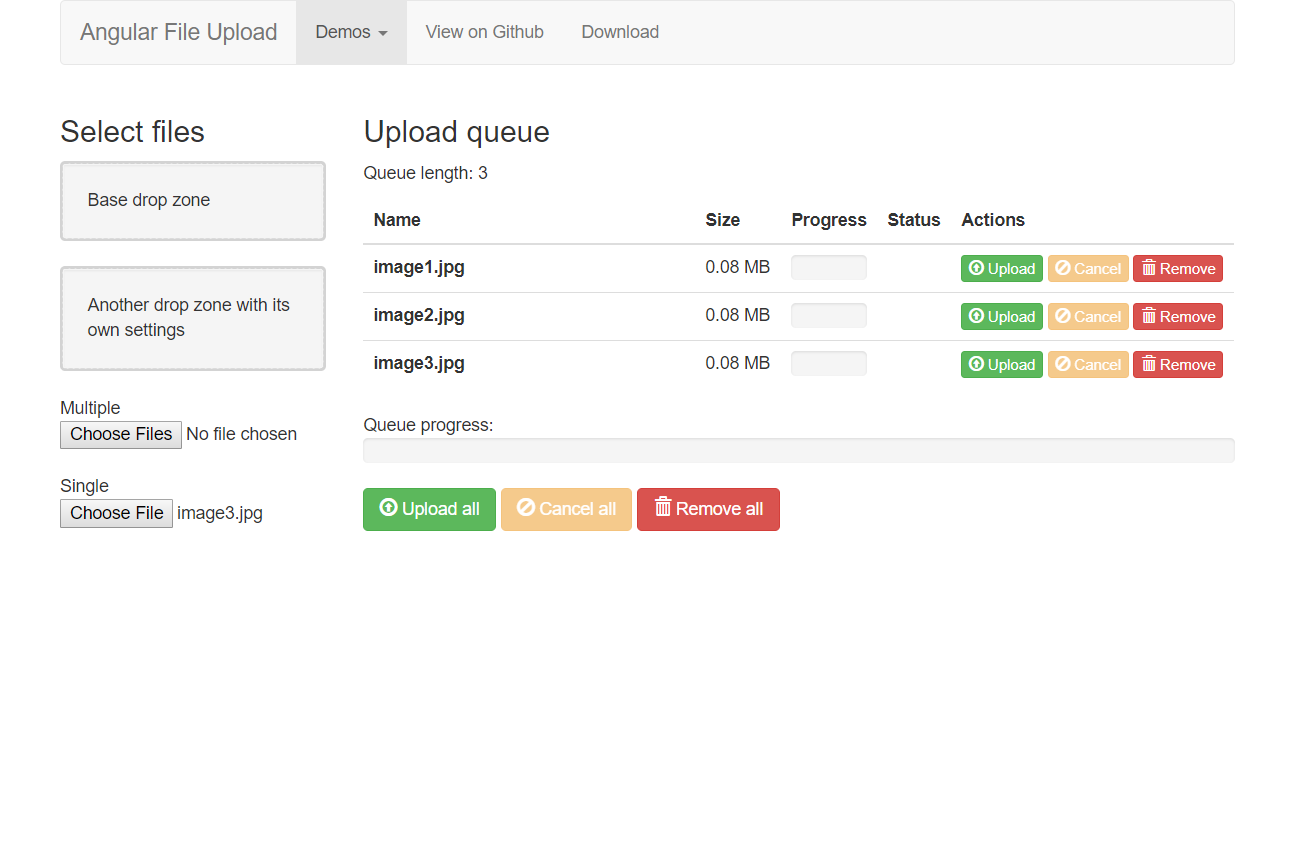 Angular File Upload Demos View on Github Download
Select files
Base drop zone
Another drop zone with its
own settings
Multiple
Choose Files No file chosen
Single
Choose File image3.jpg
Upload queue
Queue length: 3
Name Size Progress Status Actions
image1.jpg 0.08 MB Upload Cancel Remove
image2.jpg 0.08 MB Upload Cancel Remove
image3.jpg 0.08 MB Upload Cancel Remove
Queue progress:
Upload all Cancel all Remove all